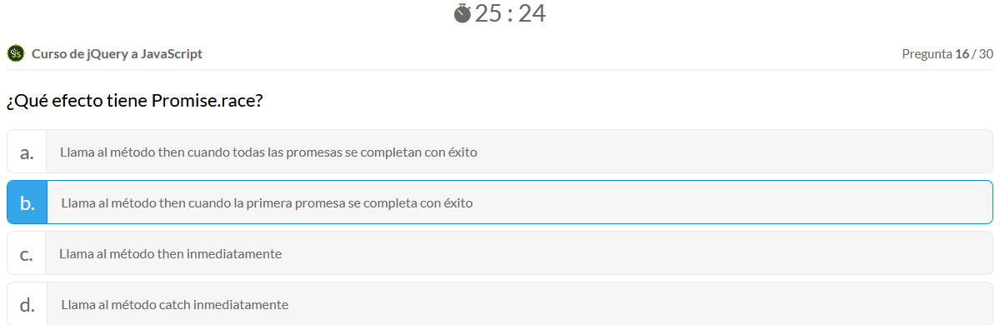 25 : 24
JS Curso de jQuery a JavaScript
Pregunta 16 / 30
¿Qué efecto tiene Promise.race?
a. Llama al método then cuando todas las promesas se completan con éxito
b. Llama al método then cuando la primera promesa se completa con éxito
c. Llama al método then inmediatamente
d. Llama al método catch inmediatamente